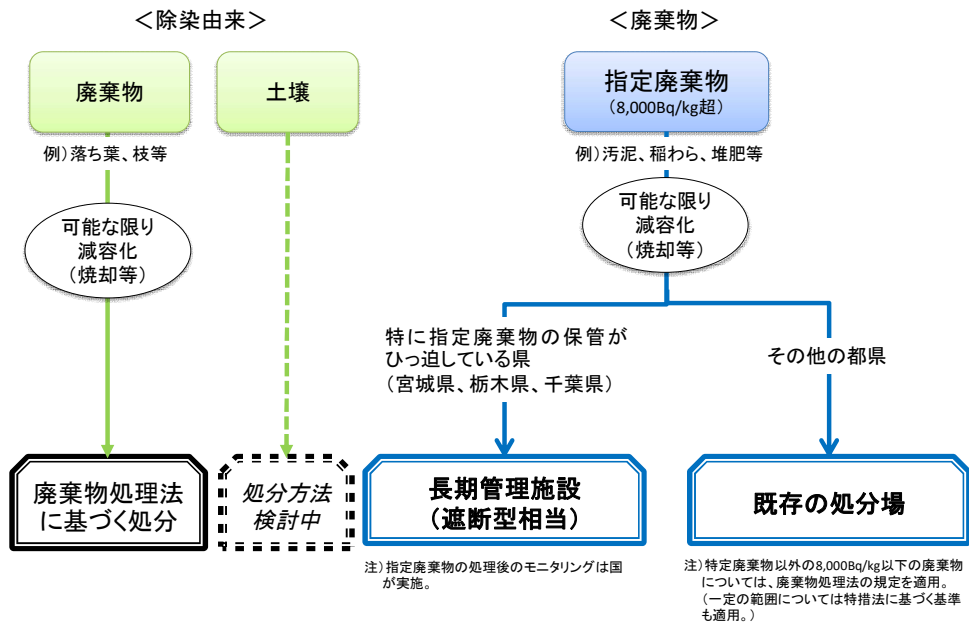 ＜除染由来＞
＜廃棄物＞
廃棄物
土壌
指定廃棄物
（8,000Bq/kg超）
例）落ち葉、枝等
例）汚泥、稲わら、堆肥等
可能な限り
減容化
（焼却等）
可能な限り
減容化
（焼却等）
特に指定廃棄物の保管が
ひっ迫している県
（宮城県、栃木県、千葉県）
その他の都県
廃棄物処理法
に基づく処分
処分方法
検討中
長期管理施設
（遮断型相当）
既存の処分場
注）指定廃棄物の処理後のモニタリングは国
が実施。
注）特定廃棄物以外の8,000Bq/kg以下の廃棄物
については、廃棄物処理法の規定を適用。
（一定の範囲については特措法に基づく基準
も適用。）